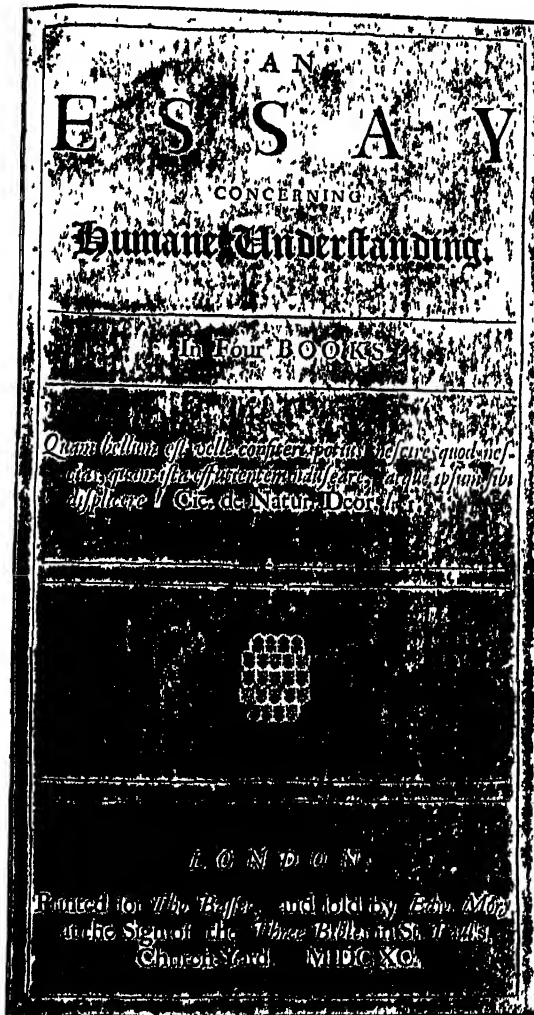 AN
ESSAY
CONCERNING
Humane Understanding.
In Four BOOKS.
Quam bellum est velle confiteri potius nescire quod nes-
cias, quam ista effutientem nauseare, atque ipsum sibi
displicere! Cic. de Natur. Deor.
LONDON,
Printed for Tho. Basset, and sold by Edw. Mory
at the Sign of the Three Bibles in St. Paul's
Church-Yard. MDCXC.